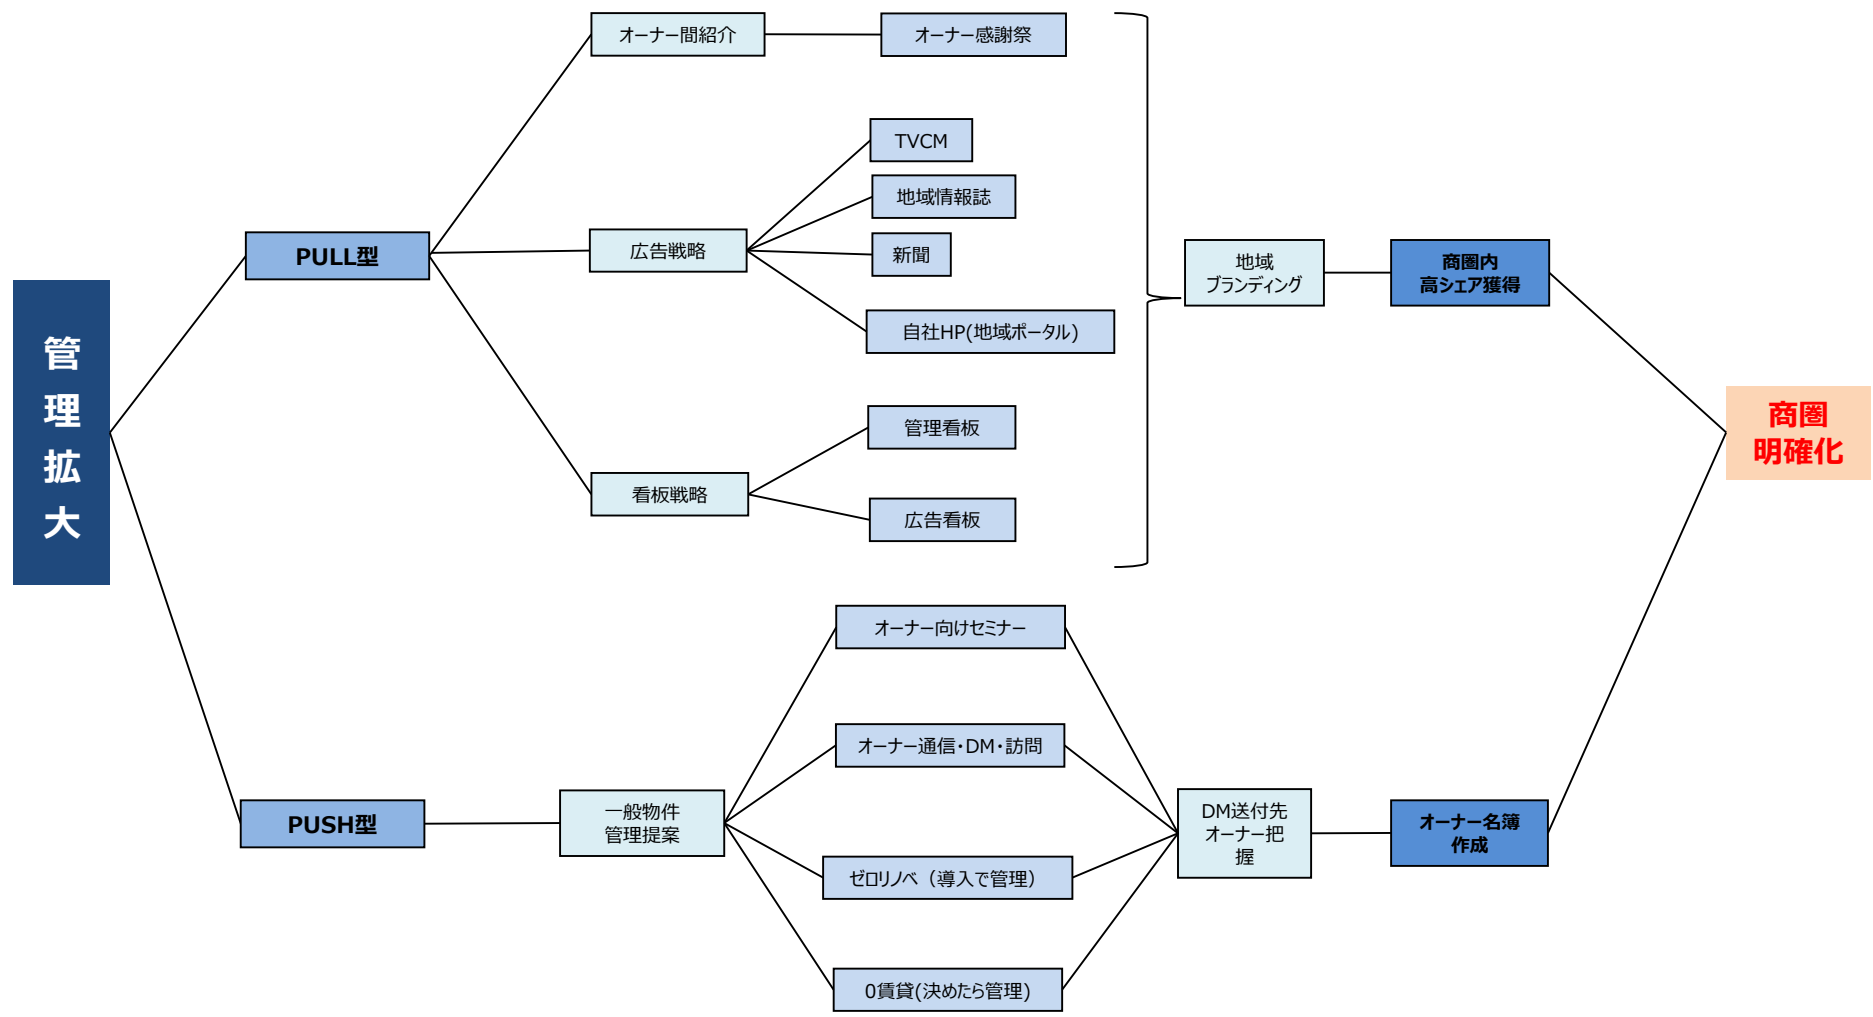 管理拡大
PULL型
オーナー間紹介
オーナー感謝祭
広告戦略
TVCM
地域情報誌
新聞
自社HP(地域ポータル)
看板戦略
管理看板
広告看板
地域
ブランディング
商圏内
高シェア獲得
商圏
明確化
PUSH型
一般物件
管理提案
オーナー向けセミナー
オーナー通信・DM・訪問
ゼロリノベ（導入で管理）
0賃貸(決めたら管理)
DM送付先
オーナー把
握
オーナー名簿
作成